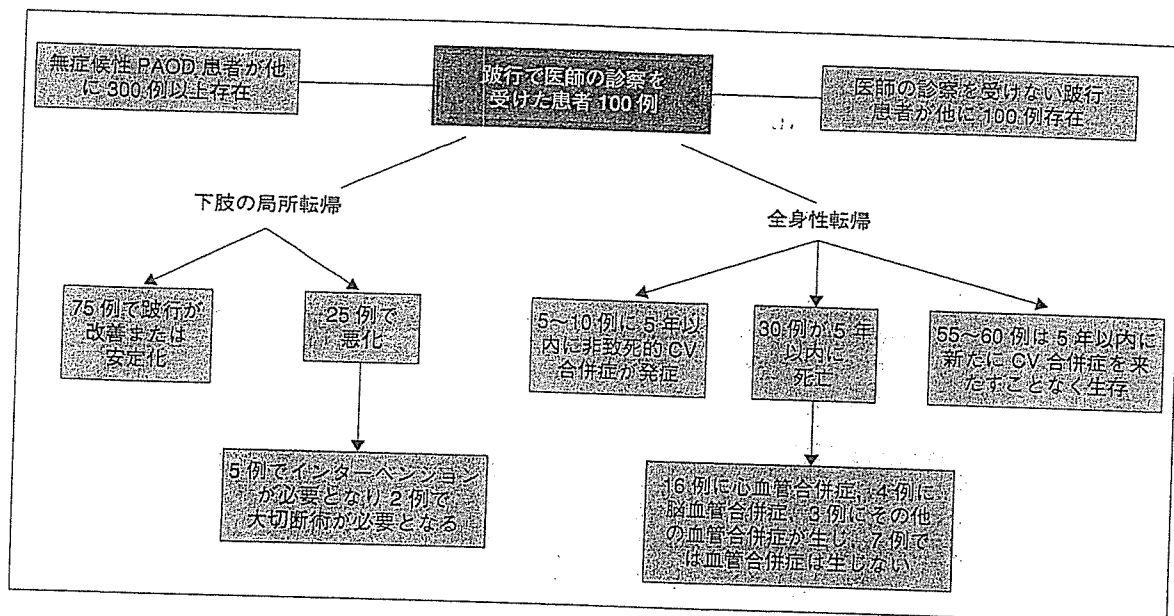 無症候性 PAOD 患者が他
に 300 例以上存在
跛行で医師の診察を
受けた患者 100 例
医師の診察を受けない跛行
患者が他に 100 例存在
下肢の局所転帰
全身性転帰
75 例で跛行が
改善または
安定化
25 例で
悪化
5〜10 例に 5 年以
内に非致死的 CV
合併症が発症
30 例が 5 年
以内に
死亡
55〜60 例は 5 年以内に
新たに CV 合併症を来
たすことなく生存
5 例でインターベンション
が必要となり 2 例で
大切断術が必要となる
16 例に心血管合併症、4 例に
脳血管合併症、3 例にその他
の血管合併症が生じ、7 例で
は血管合併症は生じない